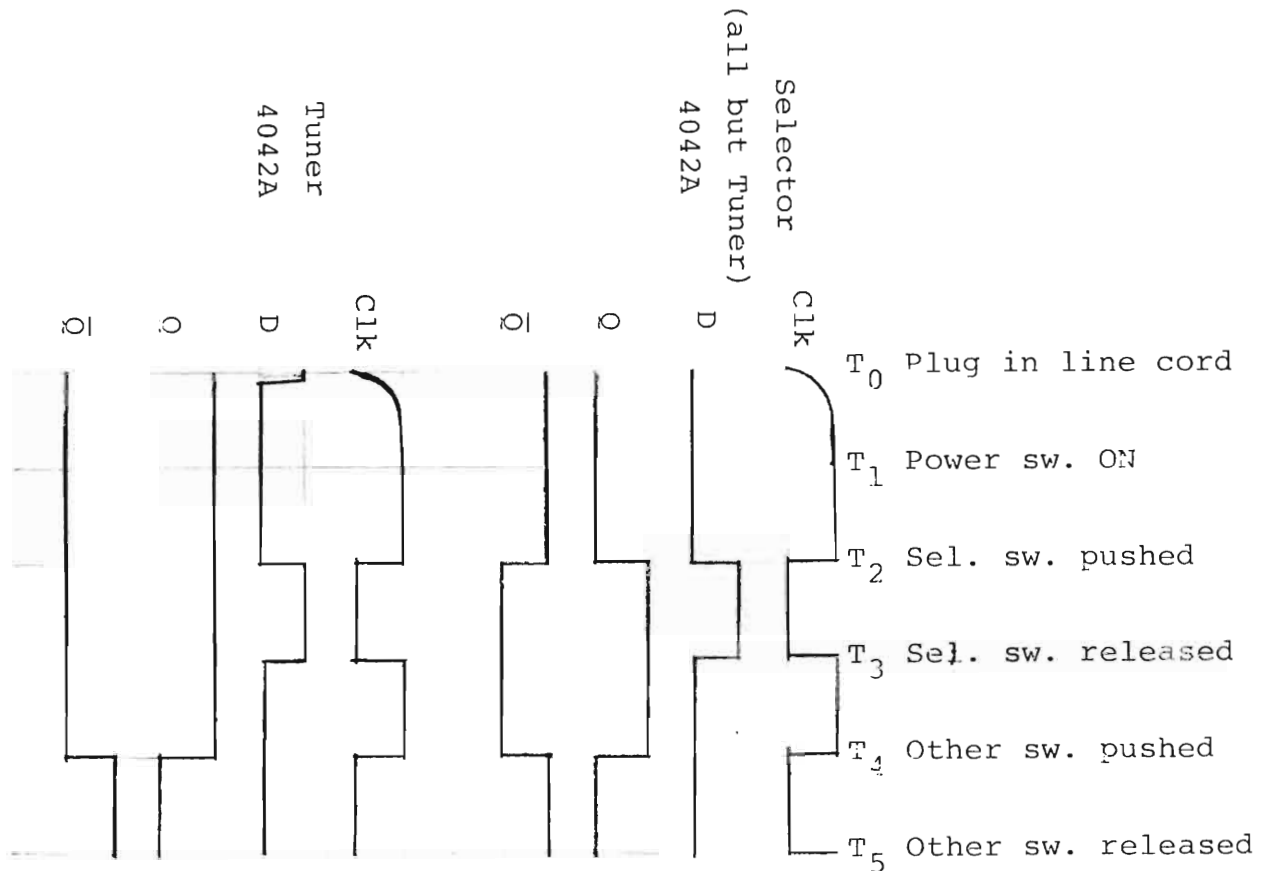 Selector
(all but Tuner)
4042A
Clk
D
Q
Q̅
Tuner
4042A
Clk
D
Q
Q̅
T₀ Plug in line cord
T₁ Power sw. ON
T₂ Sel. sw. pushed
T₃ Sel. sw. released
T₄ Other sw. pushed
T₅ Other sw. released